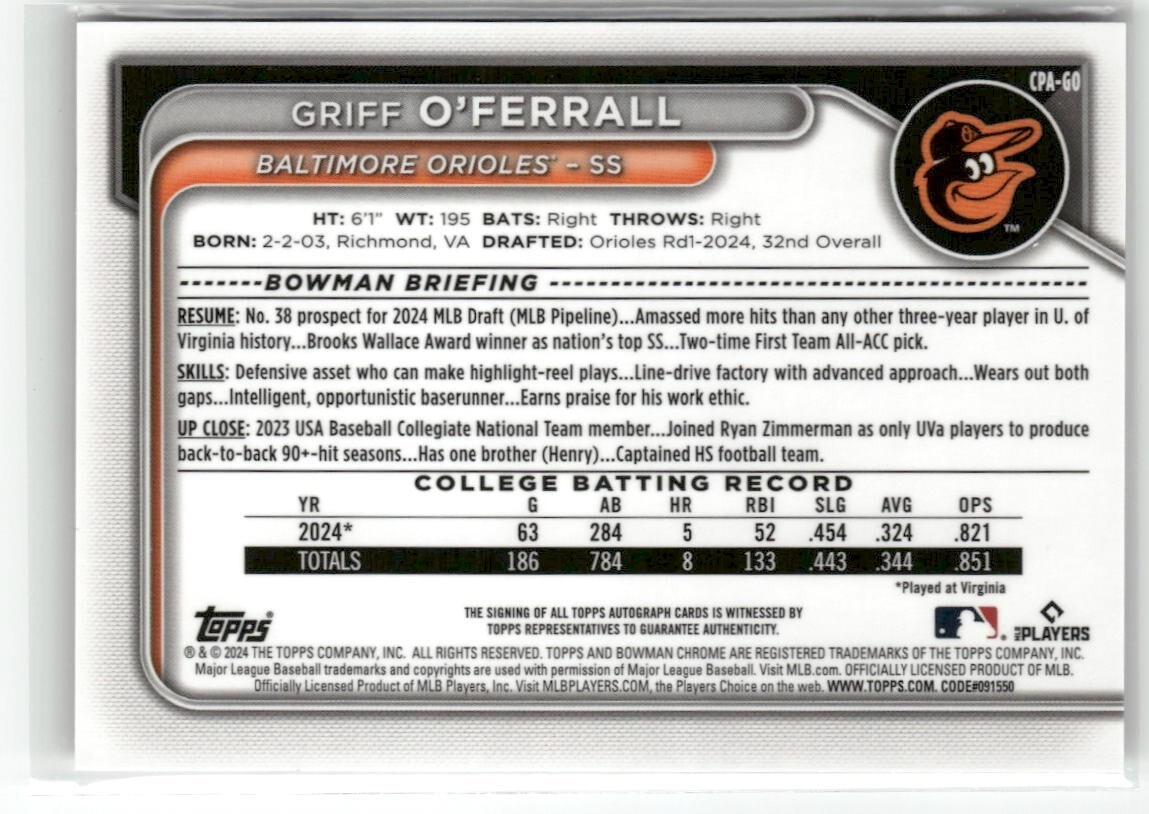 CPA-GO
GRIFF O'FERRALL
BALTIMORE ORIOLES® – SS
HT: 6'1" WT: 195 BATS: Right THROWS: Right
BORN: 2-2-03, Richmond, VA DRAFTED: Orioles Rd1-2024, 32nd Overall
TM
BOWMAN BRIEFING
RESUME: No. 38 prospect for 2024 MLB Draft (MLB Pipeline)...Amassed more hits than any other three-year player in U. of
Virginia history...Brooks Wallace Award winner as nation's top SS...Two-time First Team All-ACC pick.
SKILLS: Defensive asset who can make highlight-reel plays...Line-drive factory with advanced approach...Wears out both
gaps...Intelligent, opportunistic baserunner...Earns praise for his work ethic.
UP CLOSE: 2023 USA Baseball Collegiate National Team member...Joined Ryan Zimmerman as only UVa players to produce
back-to-back 90+-hit seasons...Has one brother (Henry)...Captained HS football team.
COLLEGE BATTING RECORD
YR G AB HR RBI SLG AVG OPS
2024* 63 284 5 52 .454 .324 .821
TOTALS 186 784 8 133 .443 .344 .851
*Played at Virginia
Topps®
THE SIGNING OF ALL TOPPS AUTOGRAPH CARDS IS WITNESSED BY
TOPPS REPRESENTATIVES TO GUARANTEE AUTHENTICITY.
MLB PLAYERS
® & © 2024 THE TOPPS COMPANY, INC. ALL RIGHTS RESERVED. TOPPS AND BOWMAN CHROME ARE REGISTERED TRADEMARKS OF THE TOPPS COMPANY, INC.
Major League Baseball trademarks and copyrights are used with permission of Major League Baseball. Visit MLB.com. OFFICIALLY LICENSED PRODUCT OF MLB.
Officially Licensed Product of MLB Players, Inc. Visit MLBPLAYERS.COM, the Players Choice on the web. WWW.TOPPS.COM. CODE#091550